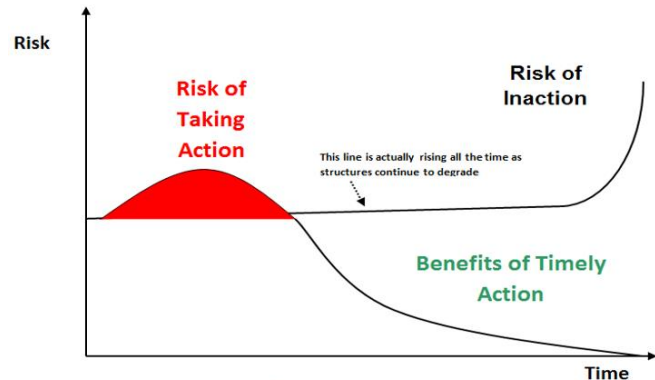 Risk
Risk of
Taking
Action
Risk of
Inaction
This line is actually rising all the time as
structures continue to degrade
Benefits of Timely
Action
Time